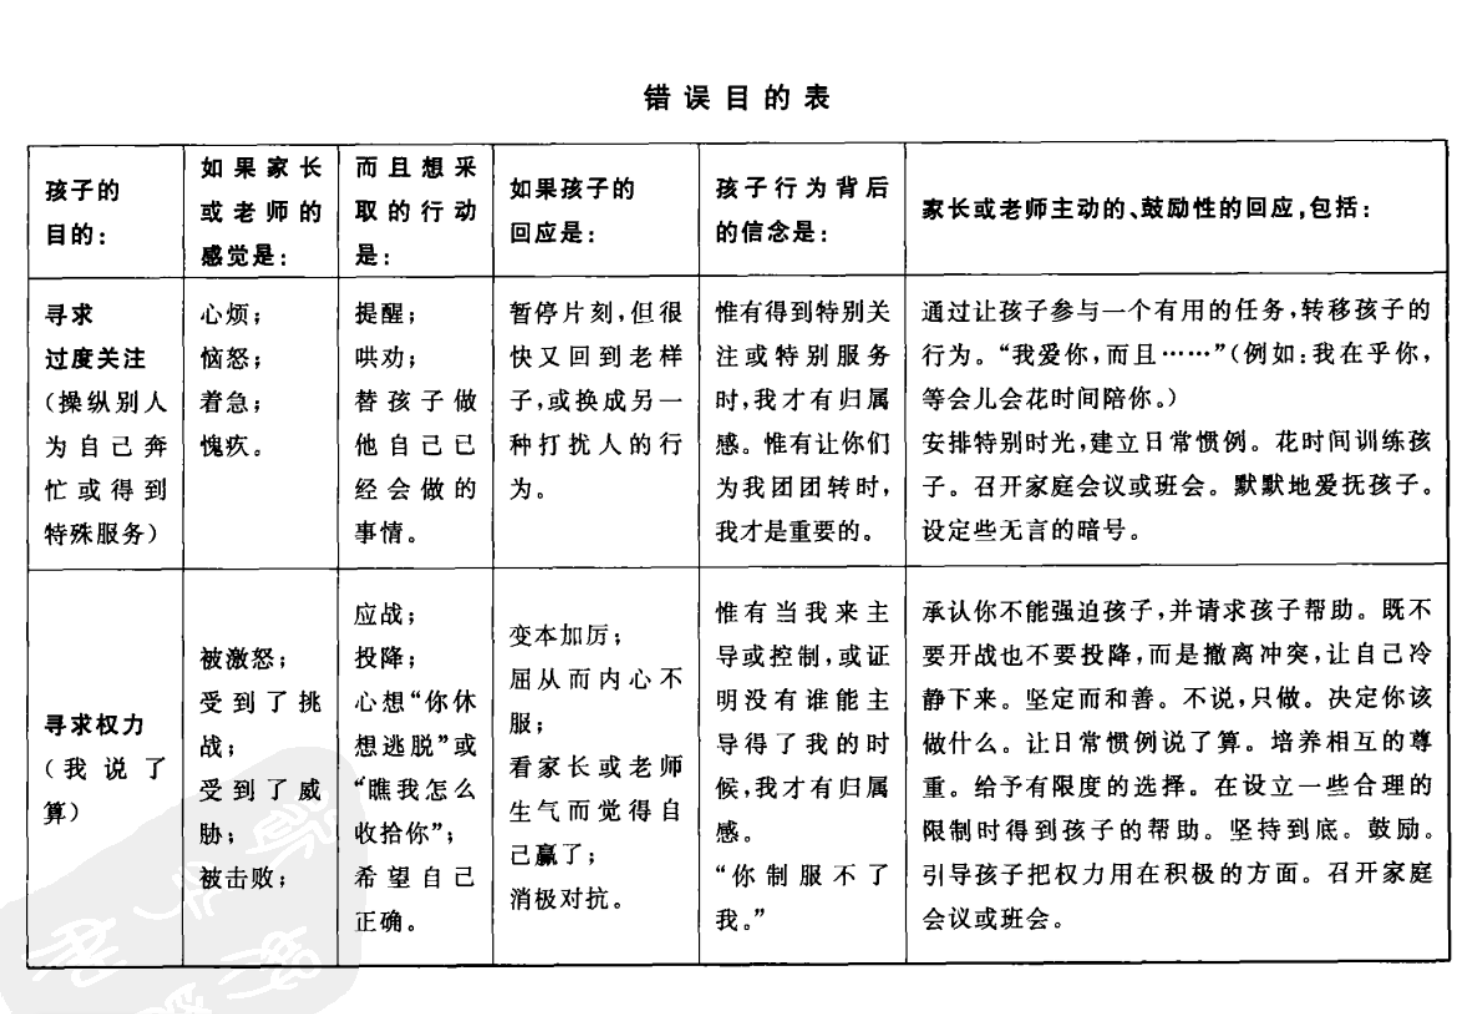 错误目的表
孩子的
目的：
如果家长
或老师的
感觉是：
而且想采
取的行动
是：
如果孩子的
回应是：
孩子行为背后
的信念是：
家长或老师主动的、鼓励性的回应，包括：
寻求
过度关注
（操纵别人
为自己奔
忙或得到
特殊服务）
心烦；
恼怒；
着急；
愧疚。
提醒；
哄劝；
替孩子做
他自己已
经会做的
事情。
暂停片刻，但很
快又回到老样
子，或换成另一
种打扰人的行
为。
惟有得到特别关
注或特别服务
时，我才有归属
感。惟有让你们
为我团团转时，
我才是重要的。
通过让孩子参与一个有用的任务，转移孩子的
行为。“我爱你，而且……”（例如：我在乎你，
等会儿会花时间陪你。）
安排特别时光，建立日常惯例。花时间训练孩
子。召开家庭会议或班会。默默地爱抚孩子。
设定些无言的暗号。
寻求权力
（我说了
算）
被激怒；
受到了挑
战；
受到了威
胁；
被击败；
应战；
投降；
心想“你休
想逃脱”或
“瞧我怎么
收拾你”；
希望自己
正确。
变本加厉；
屈从而内心不
服；
看家长或老师
生气而觉得自
己赢了；
消极对抗。
惟有当我来主
导或控制，或证
明没有谁能主
导得了我的时
候，我才有归属
感。
“你制服不了
我。”
承认你不能强迫孩子，并请求孩子帮助。既不
要开战也不要投降，而是撤离冲突，让自己冷
静下来。坚定而和善。不说，只做。决定你该
做什么。让日常惯例说了算。培养相互的尊
重。给予有限度的选择。在设立一些合理的
限制时得到孩子的帮助。坚持到底。鼓励。
引导孩子把权力用在积极的方面。召开家庭
会议或班会。